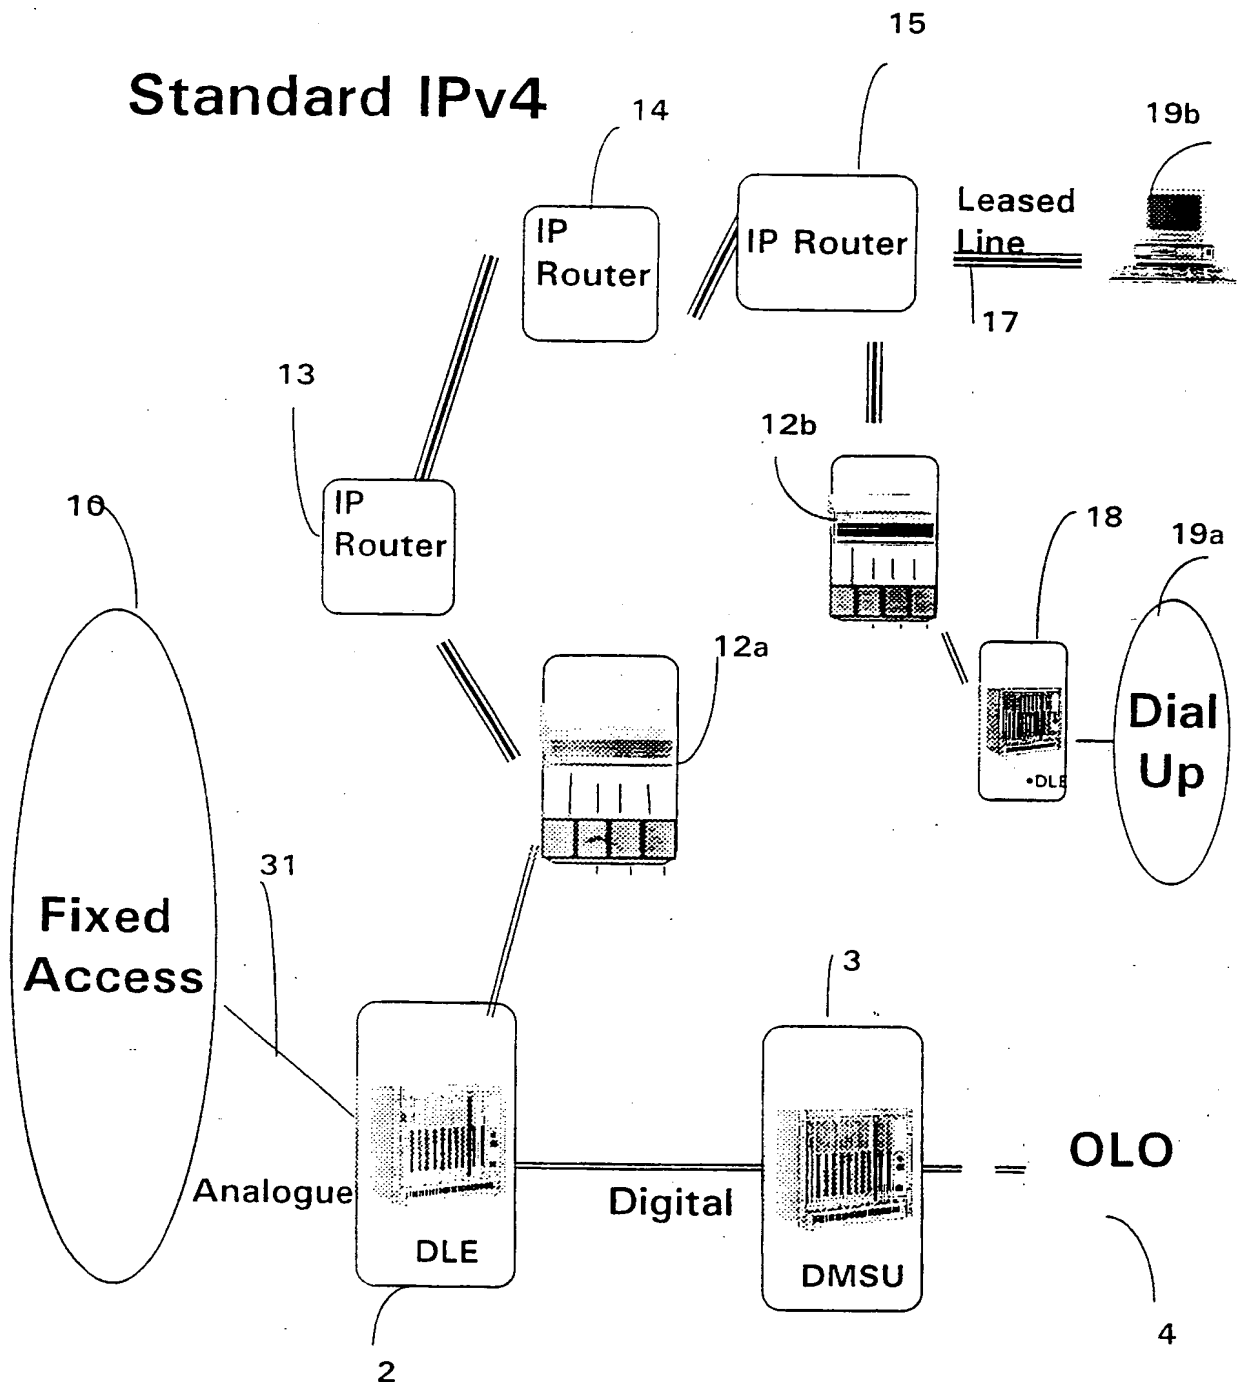 15
Standard IPv4
14
19b
IP
Router
IP Router
Leased
Line
17
13
12b
IP
Router
10
18
19a
12a
Dial
Up
•DLE
31
Fixed
Access
3
OLO
Analogue
Digital
DLE
DMSU
4
2